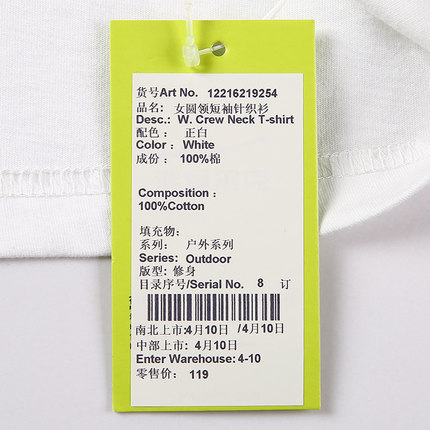 货号Art No. 12216219254
品名: 女圆领短袖针织衫
Desc.: W. Crew Neck T-shirt
配色 : 正白
Color : White
成份: 100%棉
Composition :
100%Cotton
填充物:
系列: 户外系列
Series: Outdoor
版型: 修身
目录序号/Serial No. 8 订
南北上市:4月10日 /4月10日
中部上市: 4月10日
Enter Warehouse: 4-10
零售价: 119